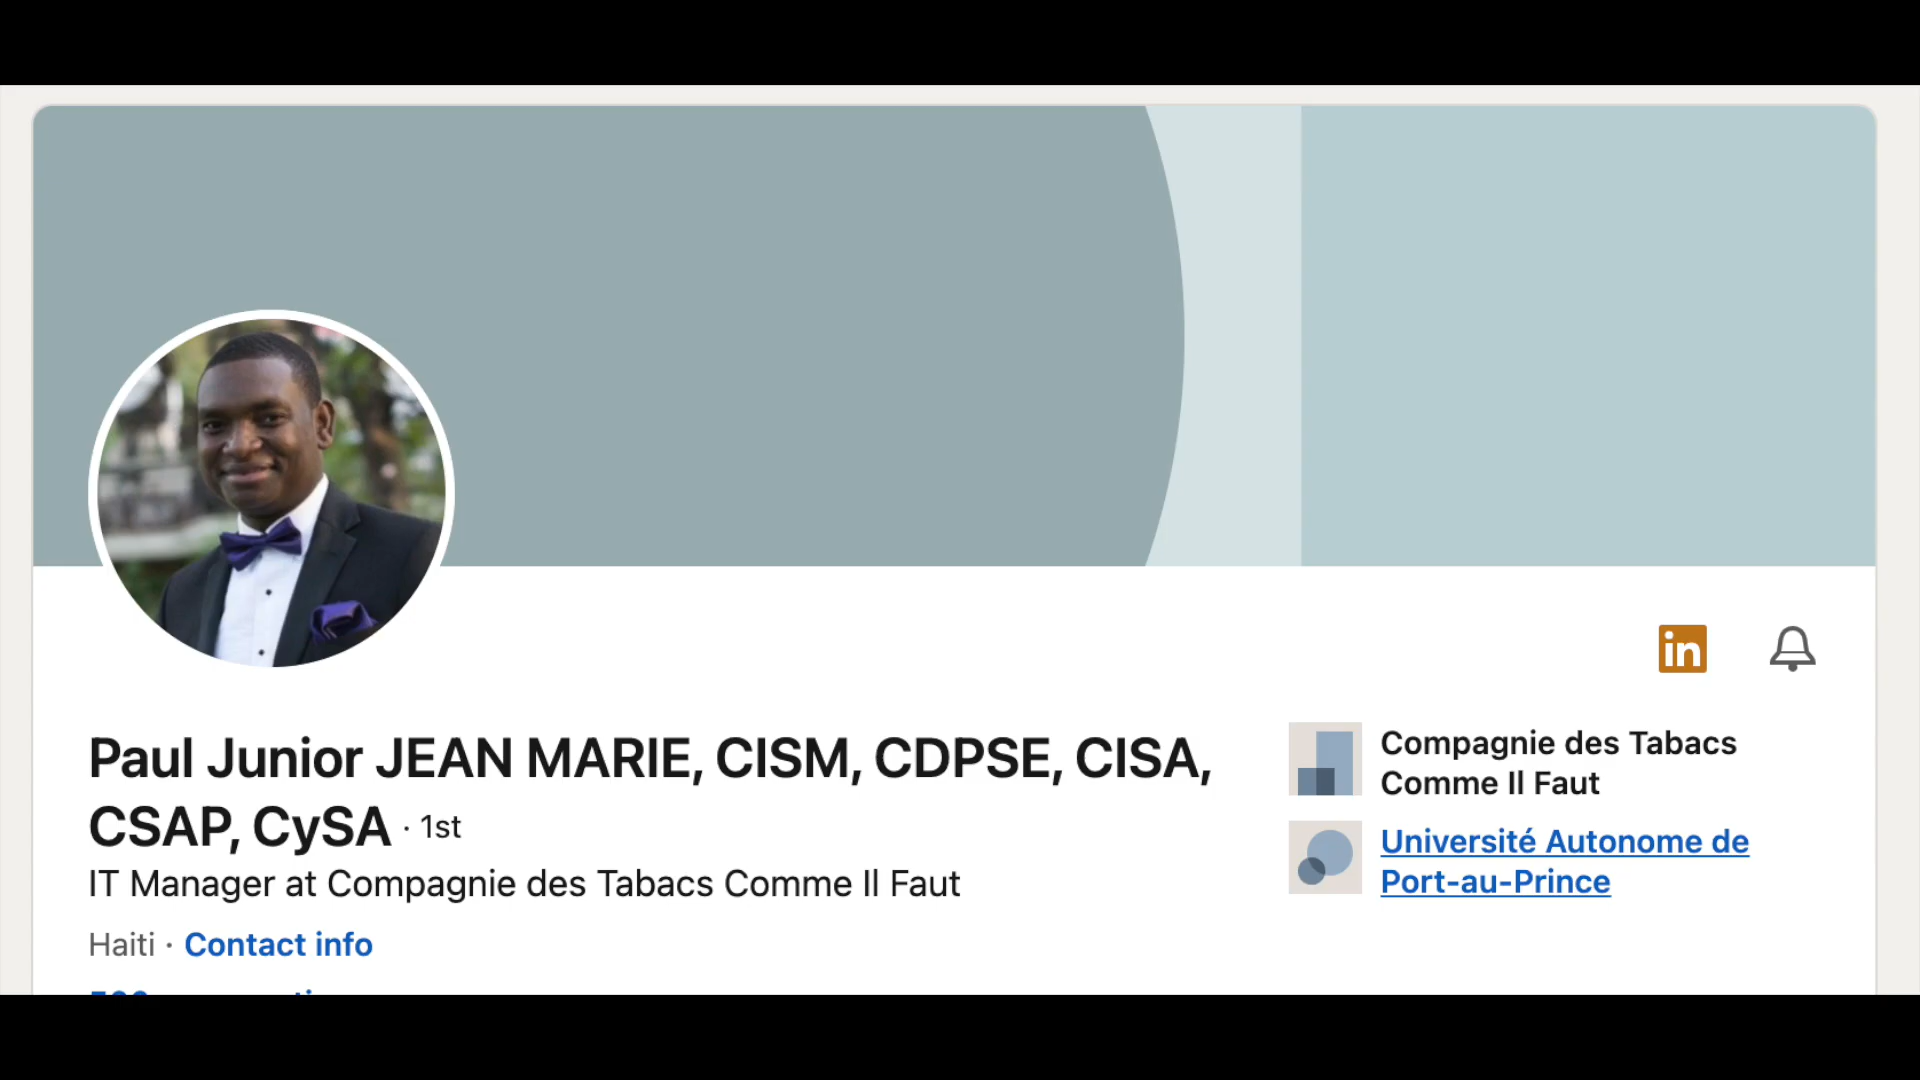 Paul Junior JEAN MARIE, CISM, CDPSE, CISA,
CSAP, CySA · 1st
IT Manager at Compagnie des Tabacs Comme Il Faut
Haiti · Contact info
in
Compagnie des Tabacs
Comme Il Faut
Université Autonome de
Port-au-Prince